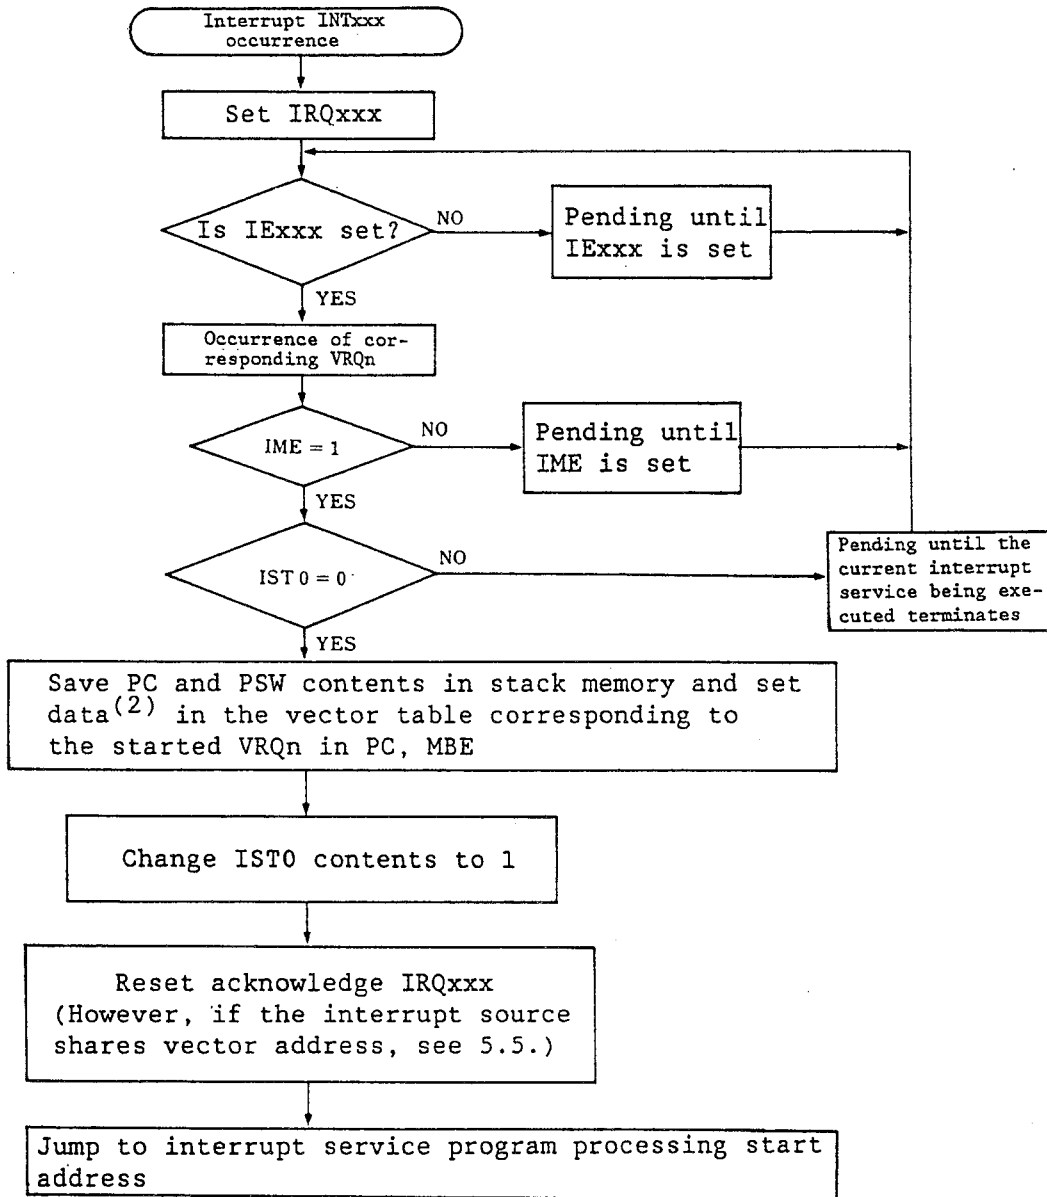 Interrupt INTxxx
occurrence
Set IRQxxx
Is IExxx set?
NO
Pending until
IExxx is set
YES
Occurrence of cor-
responding VRQn
IME = 1
NO
Pending until
IME is set
YES
IST 0 = 0
NO
Pending until the
current interrupt
service being exe-
cuted terminates
YES
Save PC and PSW contents in stack memory and set
data(2) in the vector table corresponding to
the started VRQn in PC, MBE
Change IST0 contents to 1
Reset acknowledge IRQxxx
(However, if the interrupt source
shares vector address, see 5.5.)
Jump to interrupt service program processing start
address